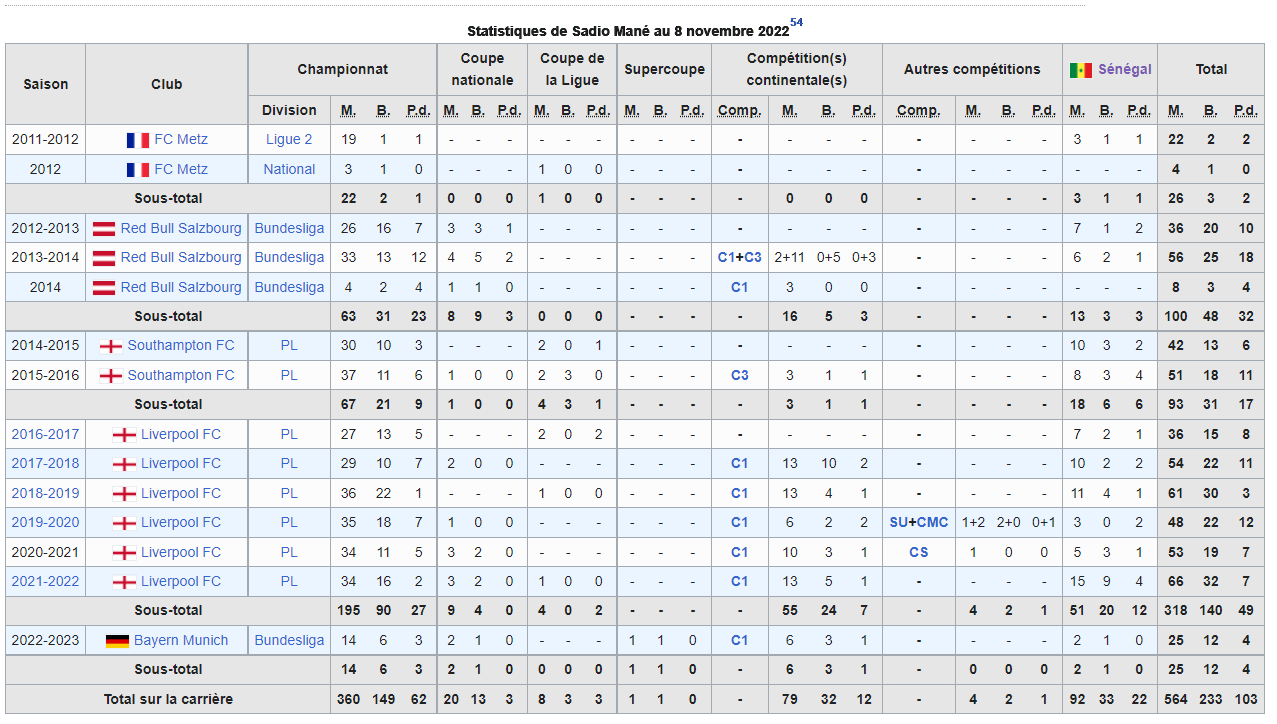 Statistiques de Sadio Mané au 8 novembre 2022 54
Saison Club Championnat Coupe nationale Coupe de la Ligue Supercoupe Compétition(s) continentale(s) Autres compétitions Sénégal Total
Division M. B. P.d. M. B. P.d. M. B. P.d. M. B. P.d. Comp. M. B. P.d. Comp. M. B. P.d. M. B. P.d. M. B. P.d.
2011-2012 FC Metz Ligue 2 19 1 1 - - - - - - - - - - - - - - - - - 3 1 1 22 2 2
2012 FC Metz National 3 1 0 - - - 1 0 0 - - - - - - - - - - - - - - 4 1 0
Sous-total 22 2 1 0 0 0 1 0 0 - - - - 0 0 0 - - - - 3 1 1 26 3 2
2012-2013 Red Bull Salzbourg Bundesliga 26 16 7 3 3 1 - - - - - - - - - - - - - - 7 1 2 36 20 10
2013-2014 Red Bull Salzbourg Bundesliga 33 13 12 4 5 2 - - - - - - C1+C3 2+11 0+5 0+3 - - - - 6 2 1 56 25 18
2014 Red Bull Salzbourg Bundesliga 4 2 4 1 1 0 - - - - - - C1 3 0 0 - - - - - - - 8 3 4
Sous-total 63 31 23 8 9 3 0 0 0 - - - - 16 5 3 - - - - 13 3 3 100 48 32
2014-2015 Southampton FC PL 30 10 3 - - - 2 0 1 - - - - - - - - - - - 10 3 2 42 13 6
2015-2016 Southampton FC PL 37 11 6 1 0 0 2 3 0 - - - C3 3 1 1 - - - - 8 3 4 51 18 11
Sous-total 67 21 9 1 0 0 4 3 1 - - - - 3 1 1 - - - - 18 6 6 93 31 17
2016-2017 Liverpool FC PL 27 13 5 - - - 2 0 2 - - - - - - - - - - - 7 2 1 36 15 8
2017-2018 Liverpool FC PL 29 10 7 2 0 0 - - - - - - C1 13 10 2 - - - - 10 2 2 54 22 11
2018-2019 Liverpool FC PL 36 22 1 - - - 1 0 0 - - - C1 13 4 1 - - - - 11 4 1 61 30 3
2019-2020 Liverpool FC PL 35 18 7 1 0 0 - - - - - - C1 6 2 2 SU+CMC 1+2 2+0 0+1 3 0 2 48 22 12
2020-2021 Liverpool FC PL 34 11 5 3 2 0 - - - - - - C1 10 3 1 CS 1 0 0 5 3 1 53 19 7
2021-2022 Liverpool FC PL 34 16 2 3 2 0 1 0 0 - - - C1 13 5 1 - - - - 15 9 4 66 32 7
Sous-total 195 90 27 9 4 0 4 0 2 - - - - 55 24 7 - 4 2 1 51 20 12 318 140 49
2022-2023 Bayern Munich Bundesliga 14 6 3 2 1 0 - - - 1 1 0 C1 6 3 1 - - - - 2 1 0 25 12 4
Sous-total 14 6 3 2 1 0 0 0 0 1 1 0 - 6 3 1 - 0 0 0 2 1 0 25 12 4
Total sur la carrière 360 149 62 20 13 3 8 3 3 1 1 0 - 79 32 12 - 4 2 1 92 33 22 564 233 103